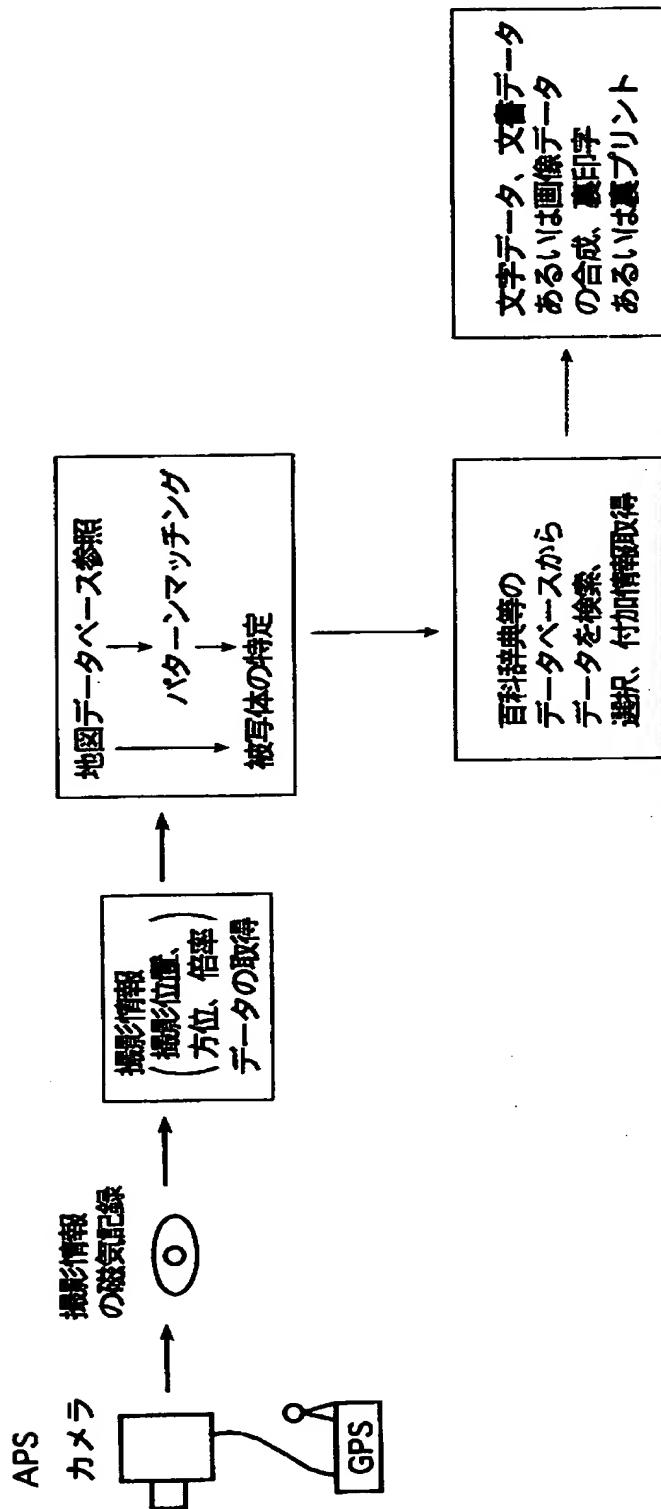 APS
カメラ
GPS
撮影情報
の磁気記録
撮影情報
(撮影位置、
方位、倍率)
データの取得
地図データベース参照
パターンマッチング
被写体の特定
百科辞典等の
データベースから
データを検索、
選択、付加情報取得
文字データ、文書データ
あるいは画像データ
の合成、裏印字
あるいは裏プリント